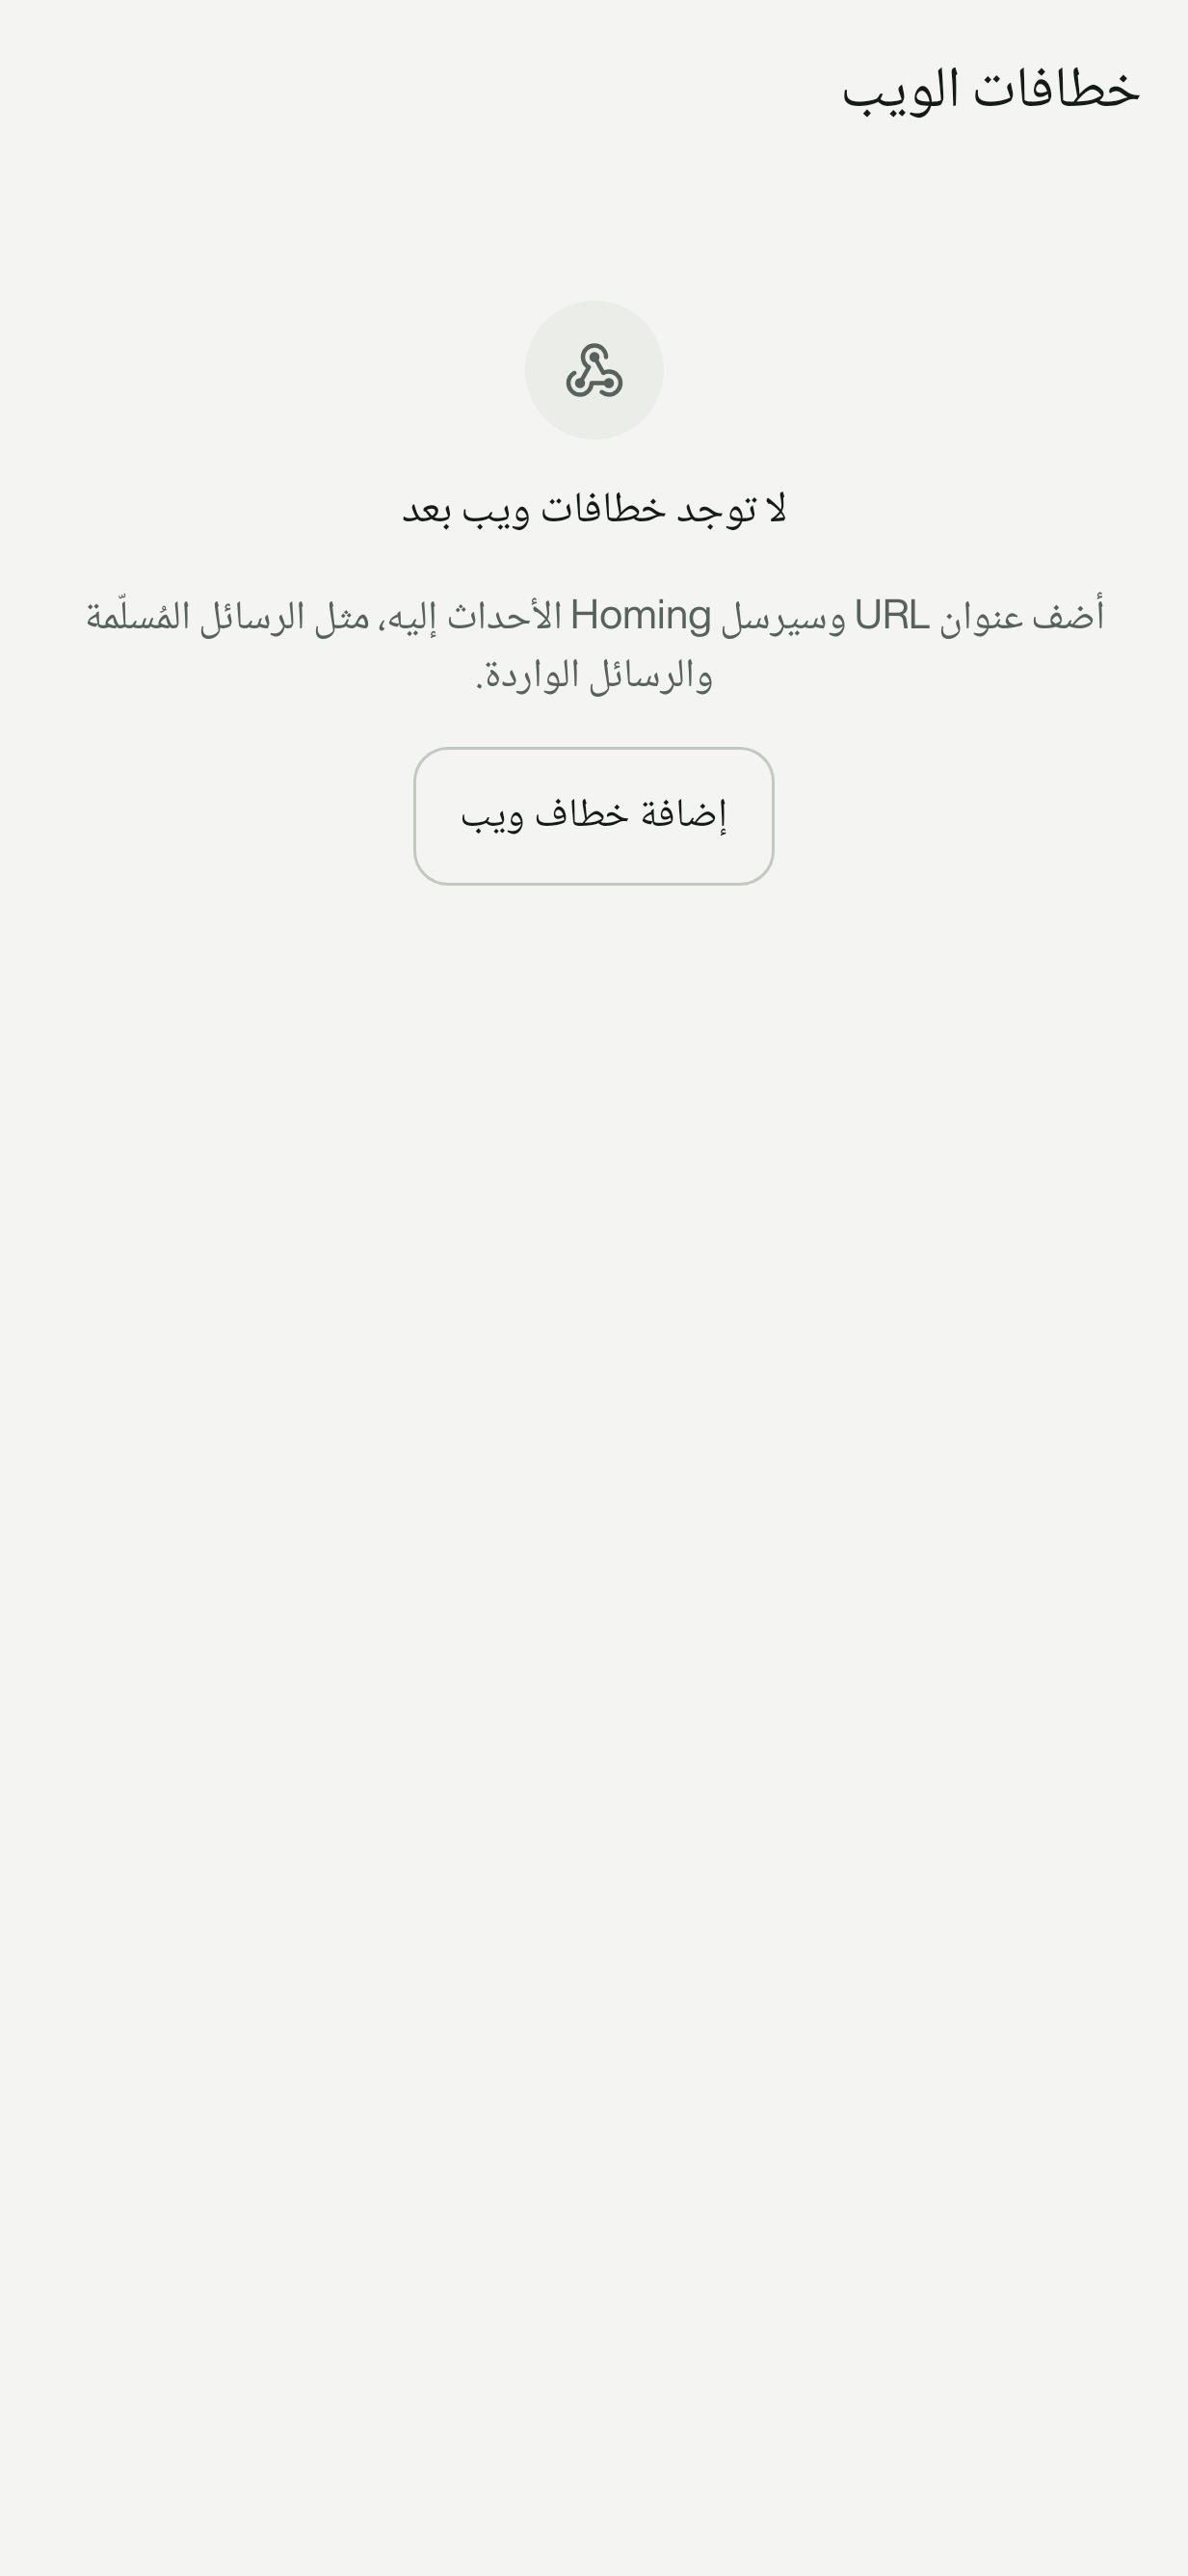 خطافات الويب
لا توجد خطافات ويب بعد
أضف عنوان URL وسيرسل Homing الأحداث إليه، مثل الرسائل المُسلّمة
والرسائل الواردة.
إضافة خطاف ويب